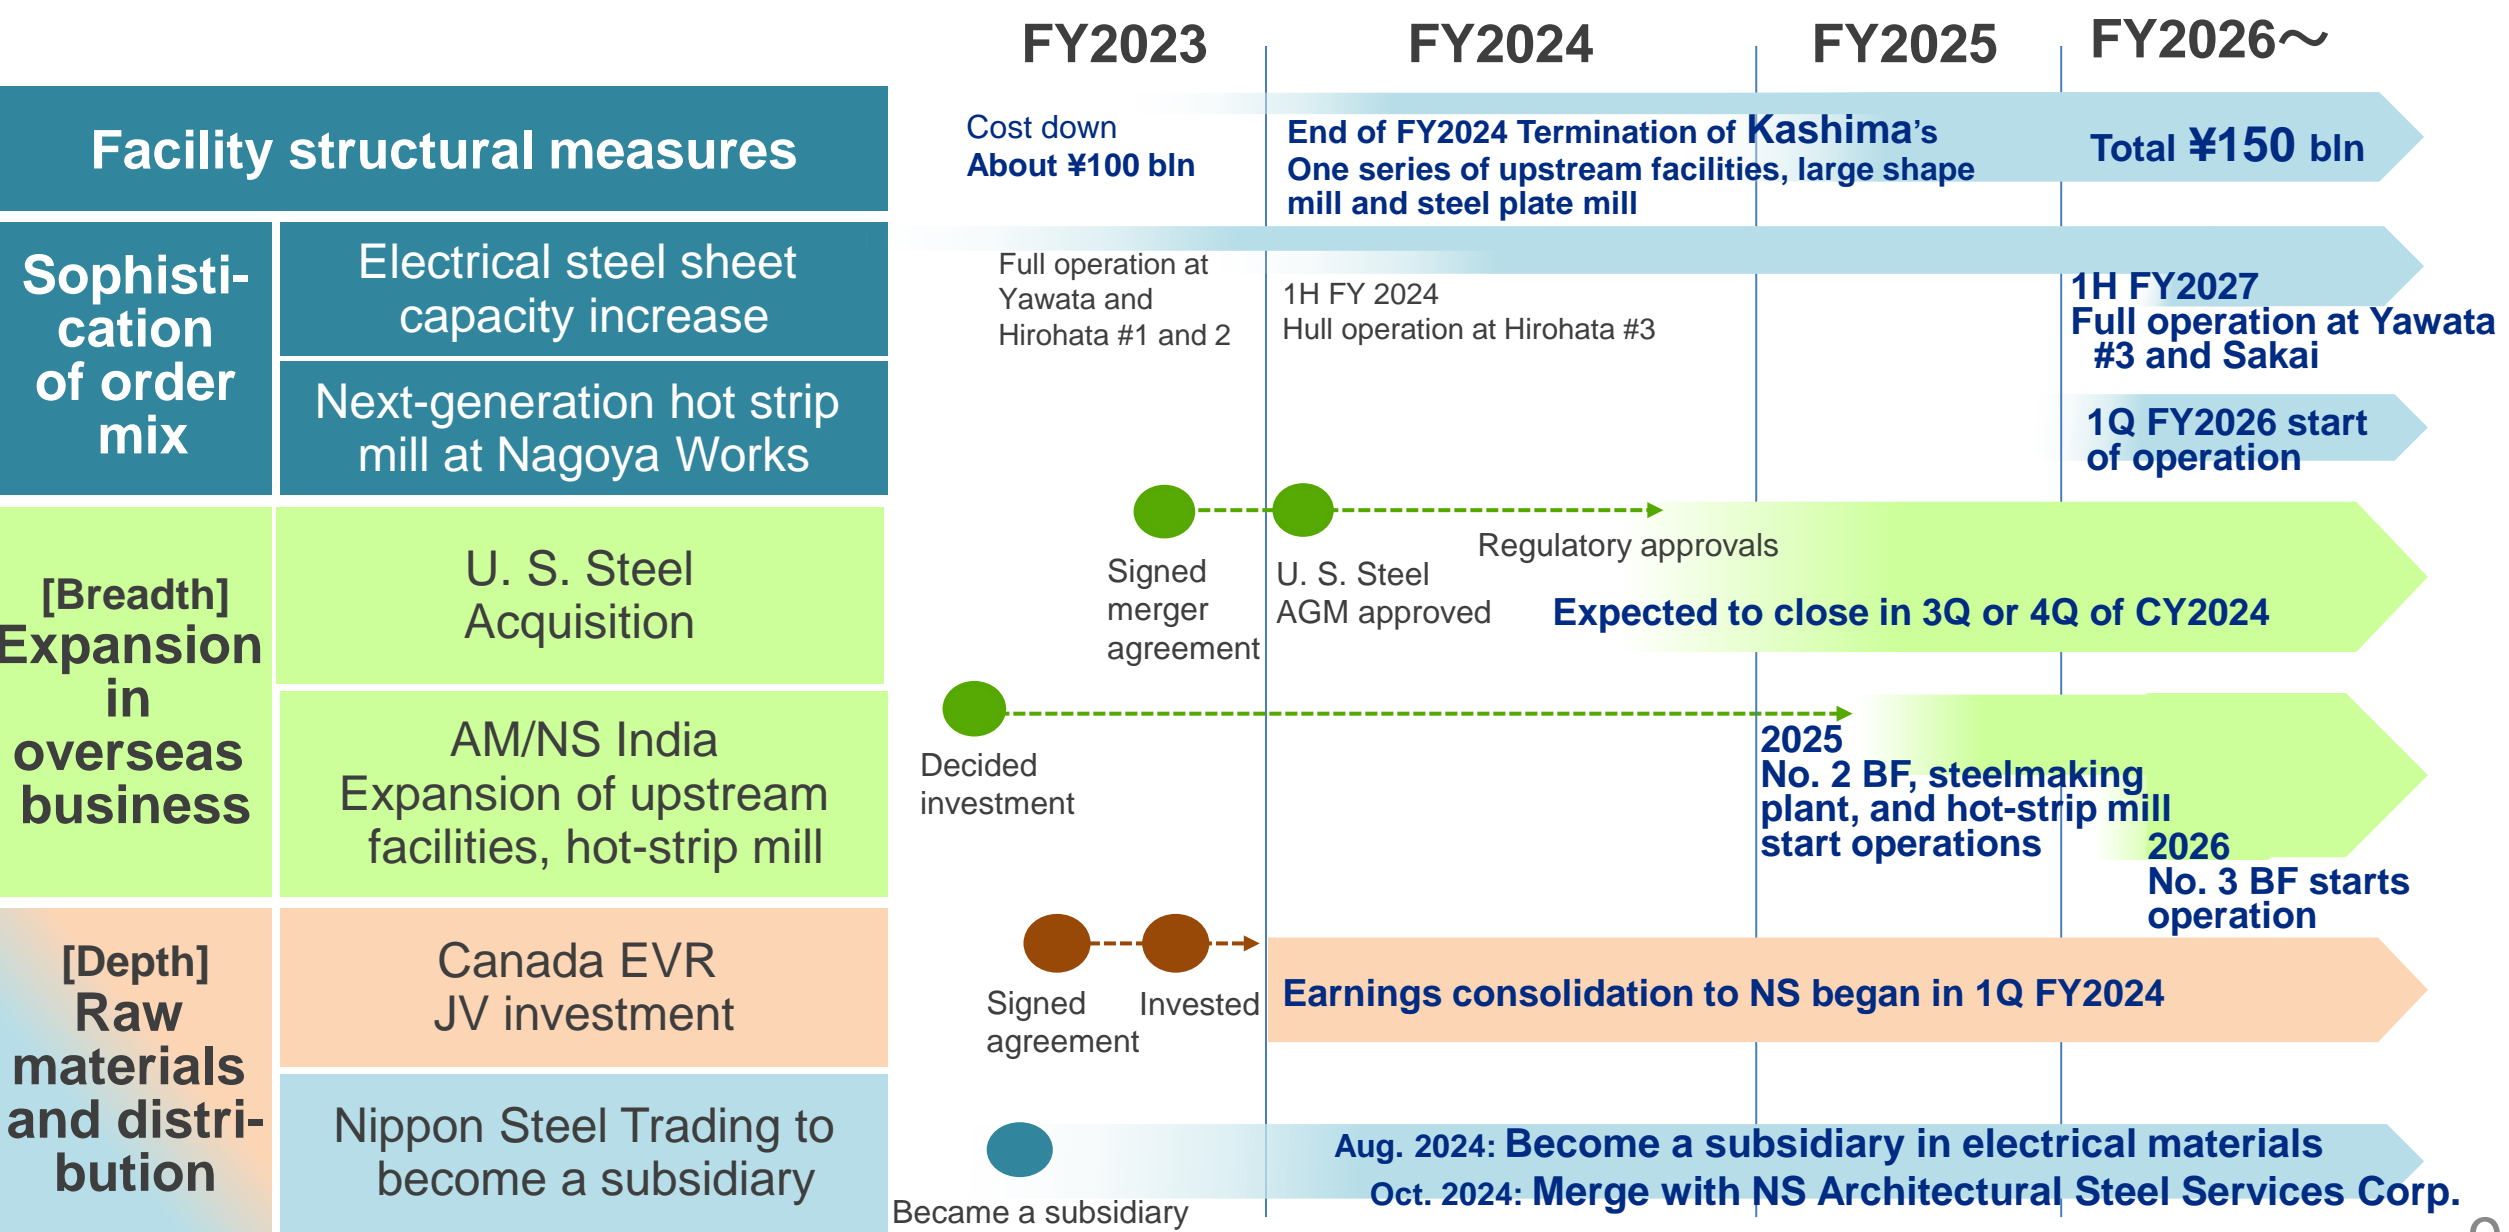 FY2023
FY2024
FY2025
FY2026～
Facility structural measures
Cost down
About ¥100 bln
End of FY2024 Termination of Kashima's
One series of upstream facilities, large shape
mill and steel plate mill
Total ¥150 bln
Sophisti-
cation
of order
mix
Electrical steel sheet
capacity increase
Full operation at
Yawata and
Hirohata #1 and 2
1H FY 2024
Hull operation at Hirohata #3
1H FY2027
Full operation at Yawata
#3 and Sakai
Next-generation hot strip
mill at Nagoya Works
1Q FY2026 start
of operation
[Breadth]
Expansion
in
overseas
business
U. S. Steel
Acquisition
Signed
merger
agreement
U. S. Steel
AGM approved
Regulatory approvals
Expected to close in 3Q or 4Q of CY2024
AM/NS India
Expansion of upstream
facilities, hot-strip mill
Decided
investment
2025
No. 2 BF, steelmaking
plant, and hot-strip mill
start operations
2026
No. 3 BF starts
operation
[Depth]
Raw
materials
and distri-
bution
Canada EVR
JV investment
Signed
agreement
Invested
Earnings consolidation to NS began in 1Q FY2024
Nippon Steel Trading to
become a subsidiary
Became a subsidiary
Aug. 2024: Become a subsidiary in electrical materials
Oct. 2024: Merge with NS Architectural Steel Services Corp.